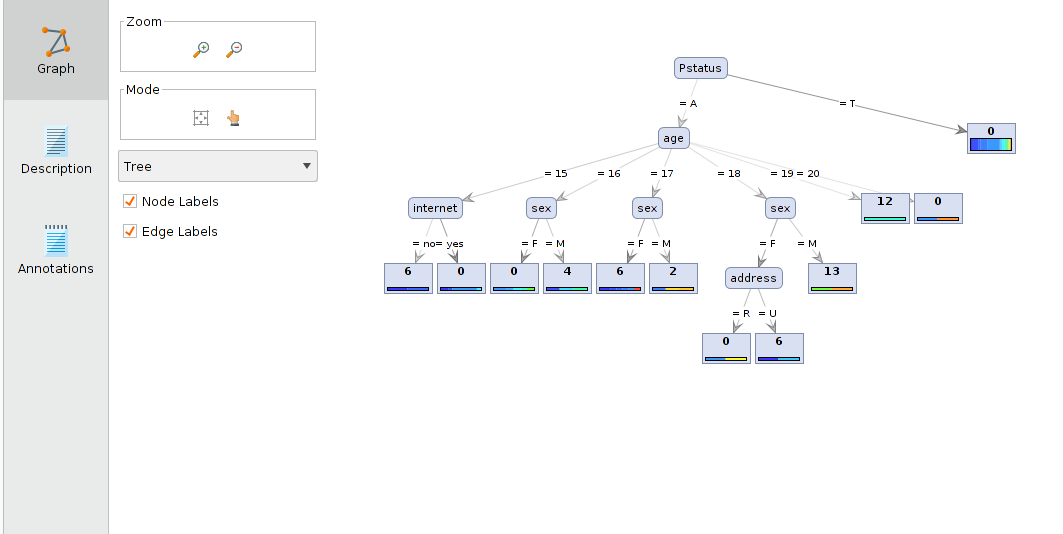 Graph
Description
Annotations
Zoom
Mode
Tree
Node Labels
Edge Labels
Pstatus
= A
= T
0
age
= 15
= 16
= 17
= 18
= 19
= 20
internet
sex
sex
sex
12
0
= no
= yes
= F
= M
= F
= M
= F
= M
6
0
0
4
6
2
address
13
= R
= U
0
6